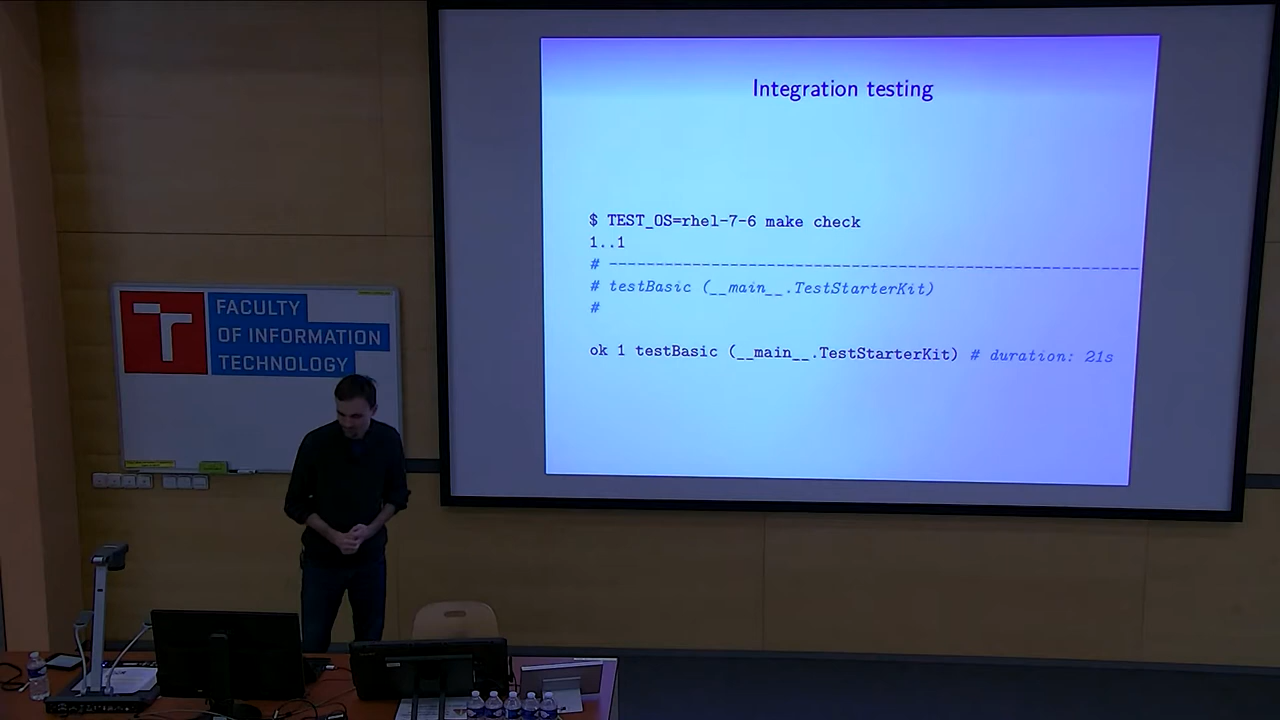 Integration testing
$ TEST_OS=rhel-7-6 make check
1..1
# ----------------------------------------------------------------------
# testBasic (__main__.TestStarterKit)
#
ok 1 testBasic (__main__.TestStarterKit) # duration: 21s
T
FACULTY
OF INFORMATION
TECHNOLOGY